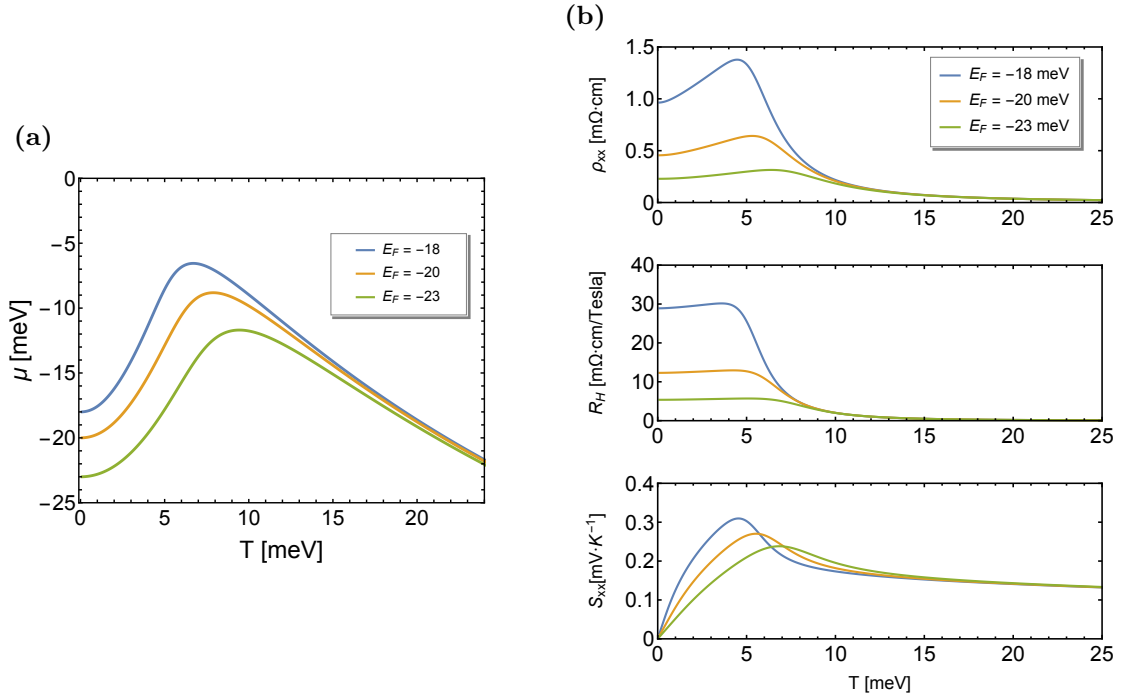 (a)
μ [meV]
0
−5
−10
−15
−20
−25
E_F = −18
E_F = −20
E_F = −23
0 5 10 15 20
T [meV]
(b)
ρ_xx [mΩ·cm]
1.5
1.0
0.5
0
E_F = −18 meV
E_F = −20 meV
E_F = −23 meV
0 5 10 15 20 25
R_H [mΩ·cm/Tesla]
40
30
20
10
0
0 5 10 15 20 25
S_xx[mV·K⁻¹]
0.4
0.3
0.2
0.1
0
0 5 10 15 20 25
T [meV]